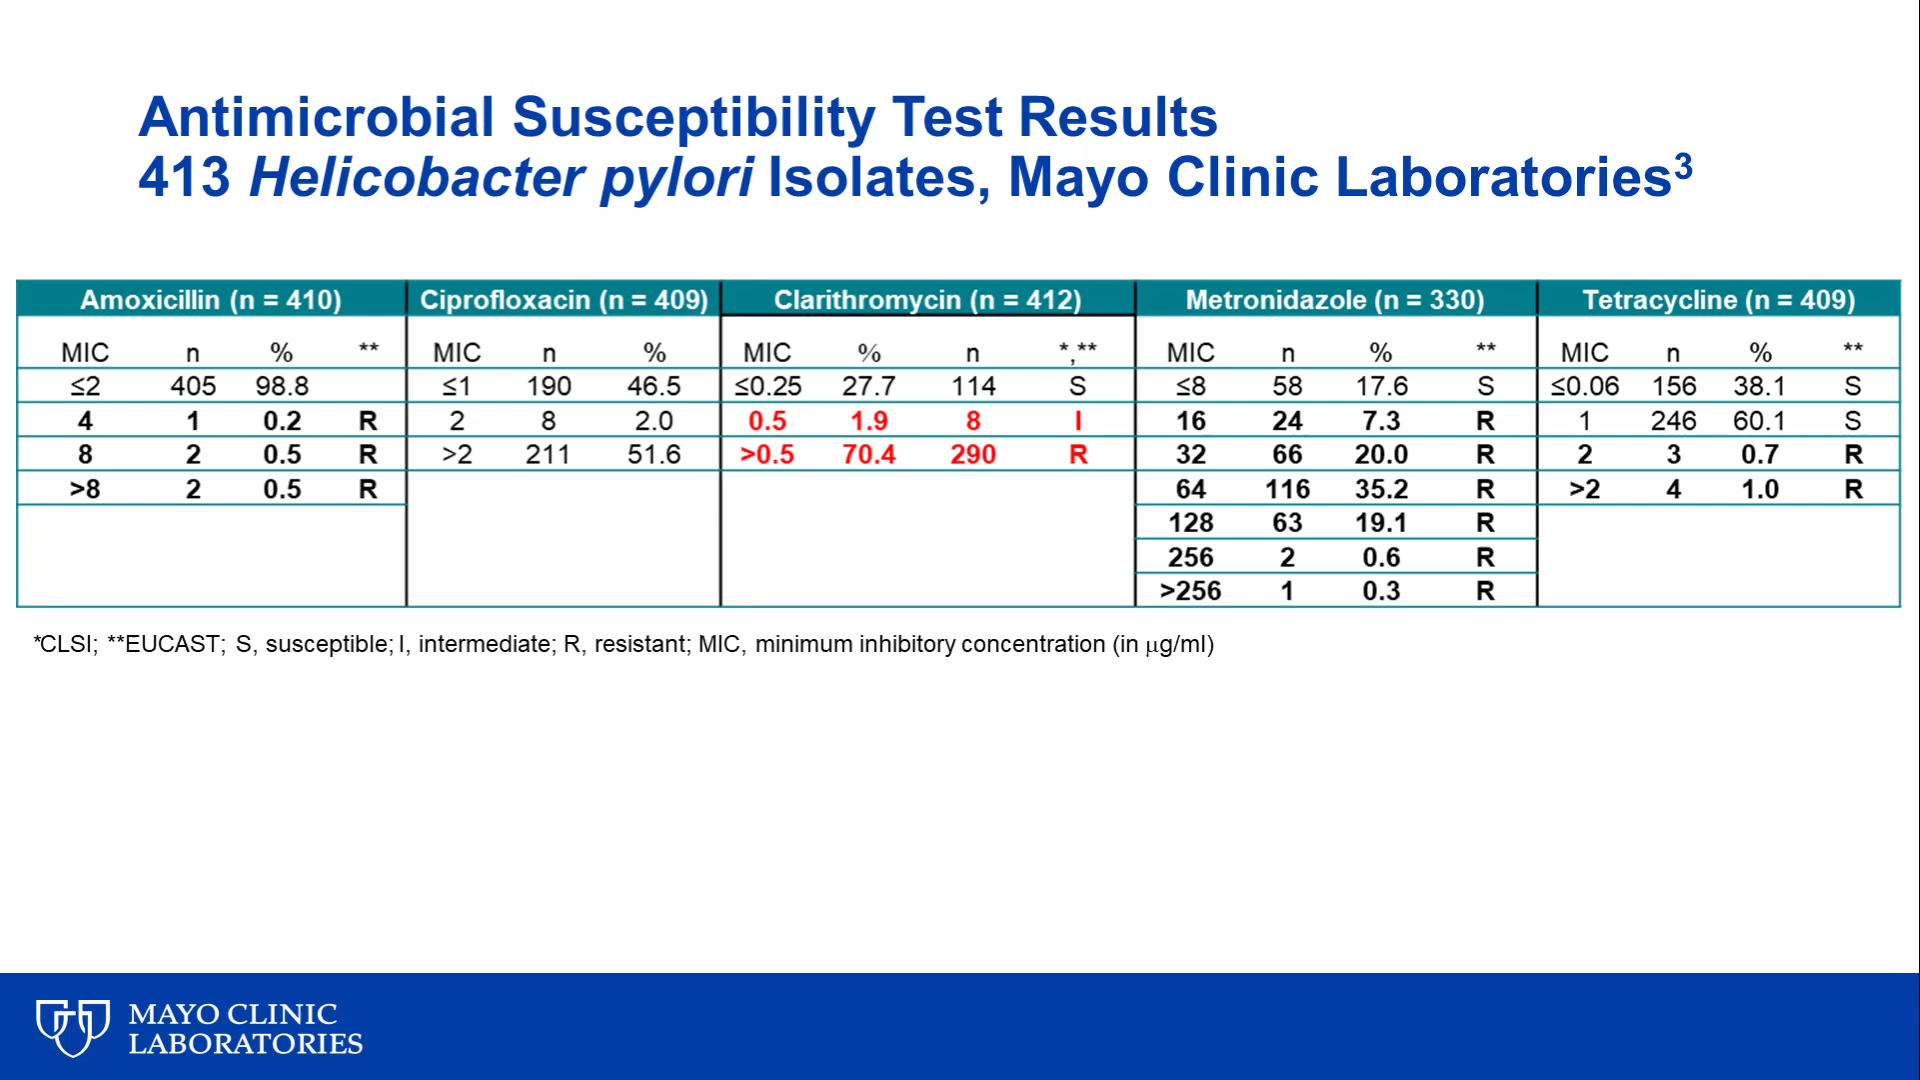 Antimicrobial Susceptibility Test Results
413 Helicobacter pylori Isolates, Mayo Clinic Laboratories³
Amoxicillin (n = 410) Ciprofloxacin (n = 409) Clarithromycin (n = 412) Metronidazole (n = 330) Tetracycline (n = 409)
MIC n % ** MIC n % MIC % n *,** MIC n % ** MIC n % **
≤2 405 98.8 ≤1 190 46.5 ≤0.25 27.7 114 S ≤8 58 17.6 S ≤0.06 156 38.1 S
4 1 0.2 R 2 8 2.0 0.5 1.9 8 I 16 24 7.3 R 1 246 60.1 S
8 2 0.5 R >2 211 51.6 >0.5 70.4 290 R 32 66 20.0 R 2 3 0.7 R
>8 2 0.5 R 64 116 35.2 R >2 4 1.0 R
128 63 19.1 R
256 2 0.6 R
>256 1 0.3 R
*CLSI; **EUCAST; S, susceptible; I, intermediate; R, resistant; MIC, minimum inhibitory concentration (in μg/ml)
MAYO CLINIC
LABORATORIES